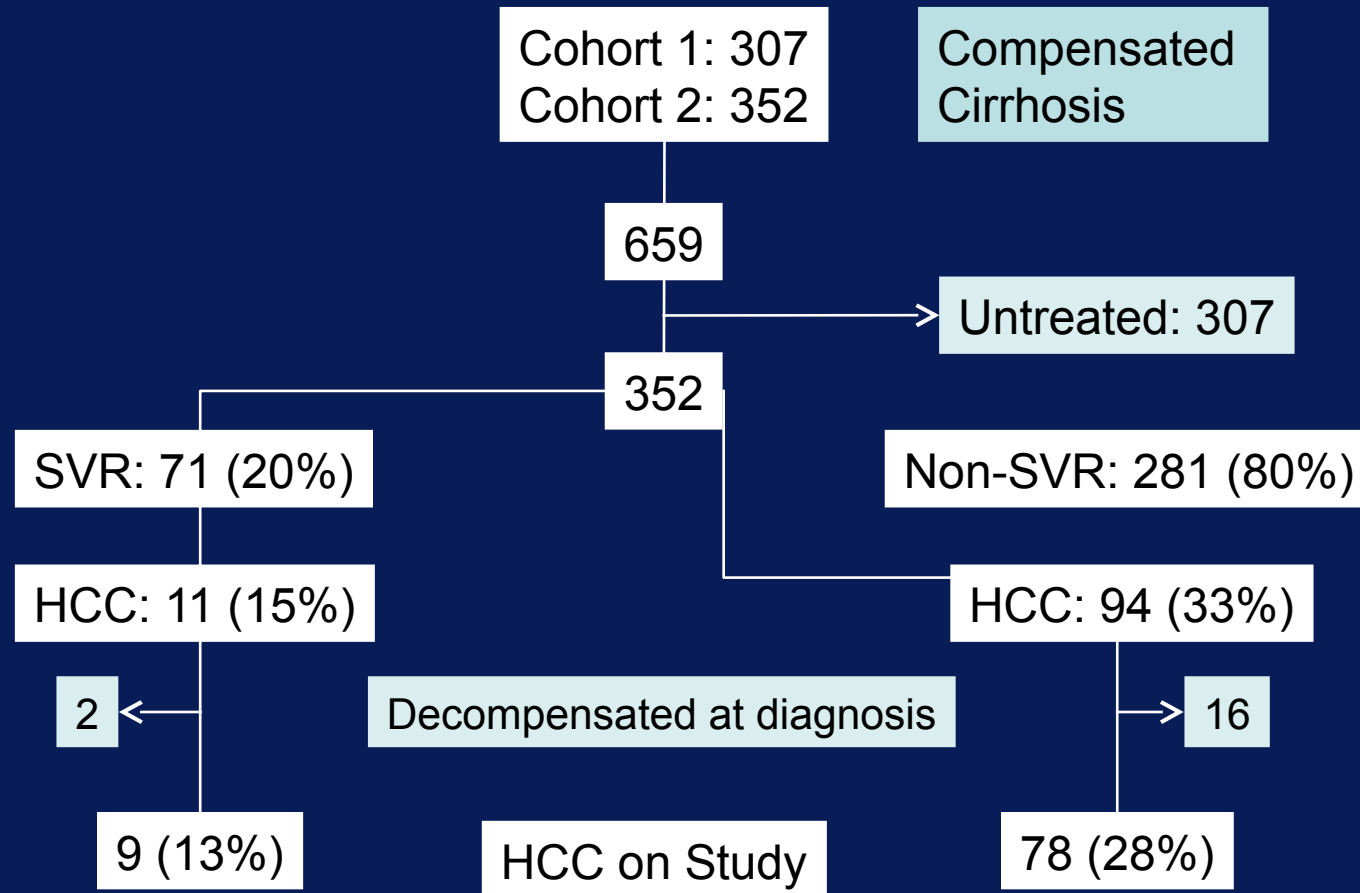 Cohort 1: 307
Cohort 2: 352
Compensated
Cirrhosis
659
Untreated: 307
352
SVR: 71 (20%)
Non-SVR: 281 (80%)
HCC: 11 (15%)
HCC: 94 (33%)
2
Decompensated at diagnosis
16
9 (13%)
HCC on Study
78 (28%)